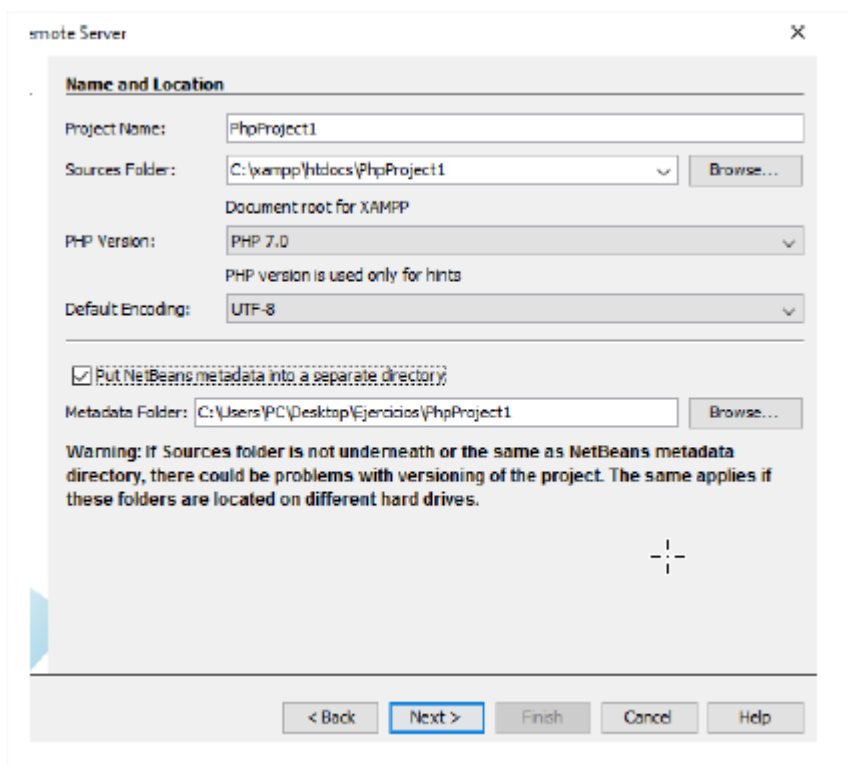 emote Server
Name and Location
Project Name: PhpProject1
Sources Folder: C:\xampp\htdocs\PhpProject1 Browse...
Document root for XAMPP
PHP Version: PHP 7.0
PHP version is used only for hints
Default Encoding: UTF-8
Put NetBeans metadata into a separate directory
Metadata Folder: C:\Users\PC\Desktop\Ejercicios\PhpProject1 Browse...
Warning: If Sources folder is not underneath or the same as NetBeans metadata
directory, there could be problems with versioning of the project. The same applies if
these folders are located on different hard drives.
< Back Next > Finish Cancel Help